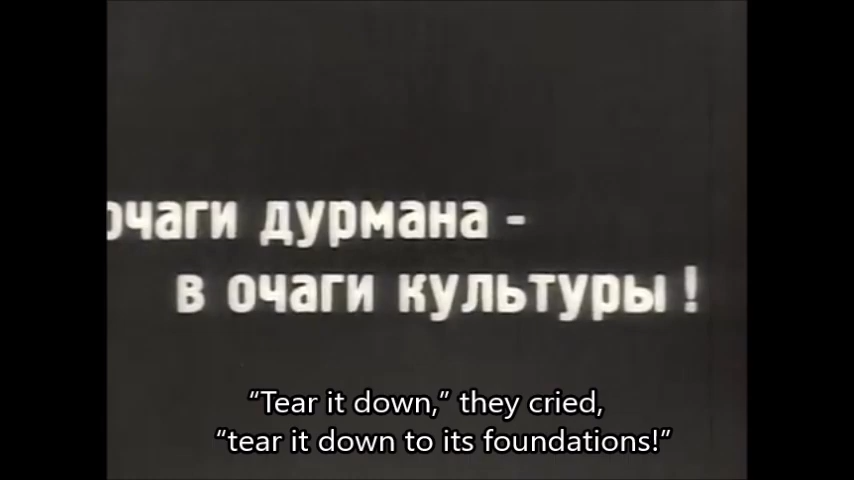 очаги дурмана -
в очаги культуры!
“Tear it down,” they cried,
“tear it down to its foundations!”